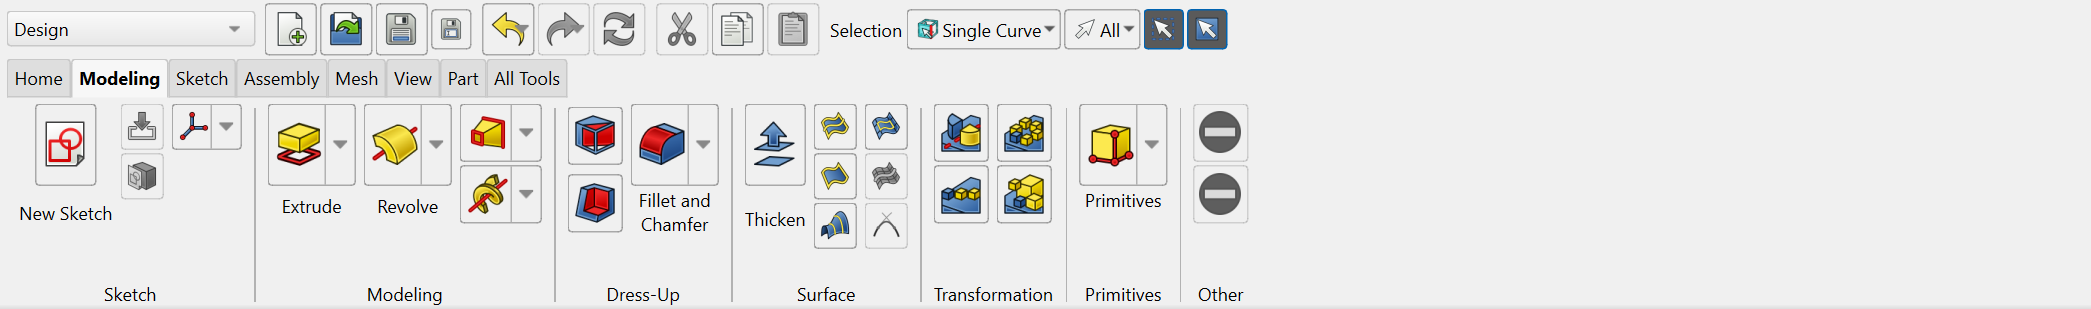 Design
Selection
Single Curve
All
Home
Modeling
Sketch
Assembly
Mesh
View
Part
All Tools
New Sketch
Extrude
Revolve
Fillet and
Chamfer
Thicken
Primitives
Sketch
Modeling
Dress-Up
Surface
Transformation
Primitives
Other